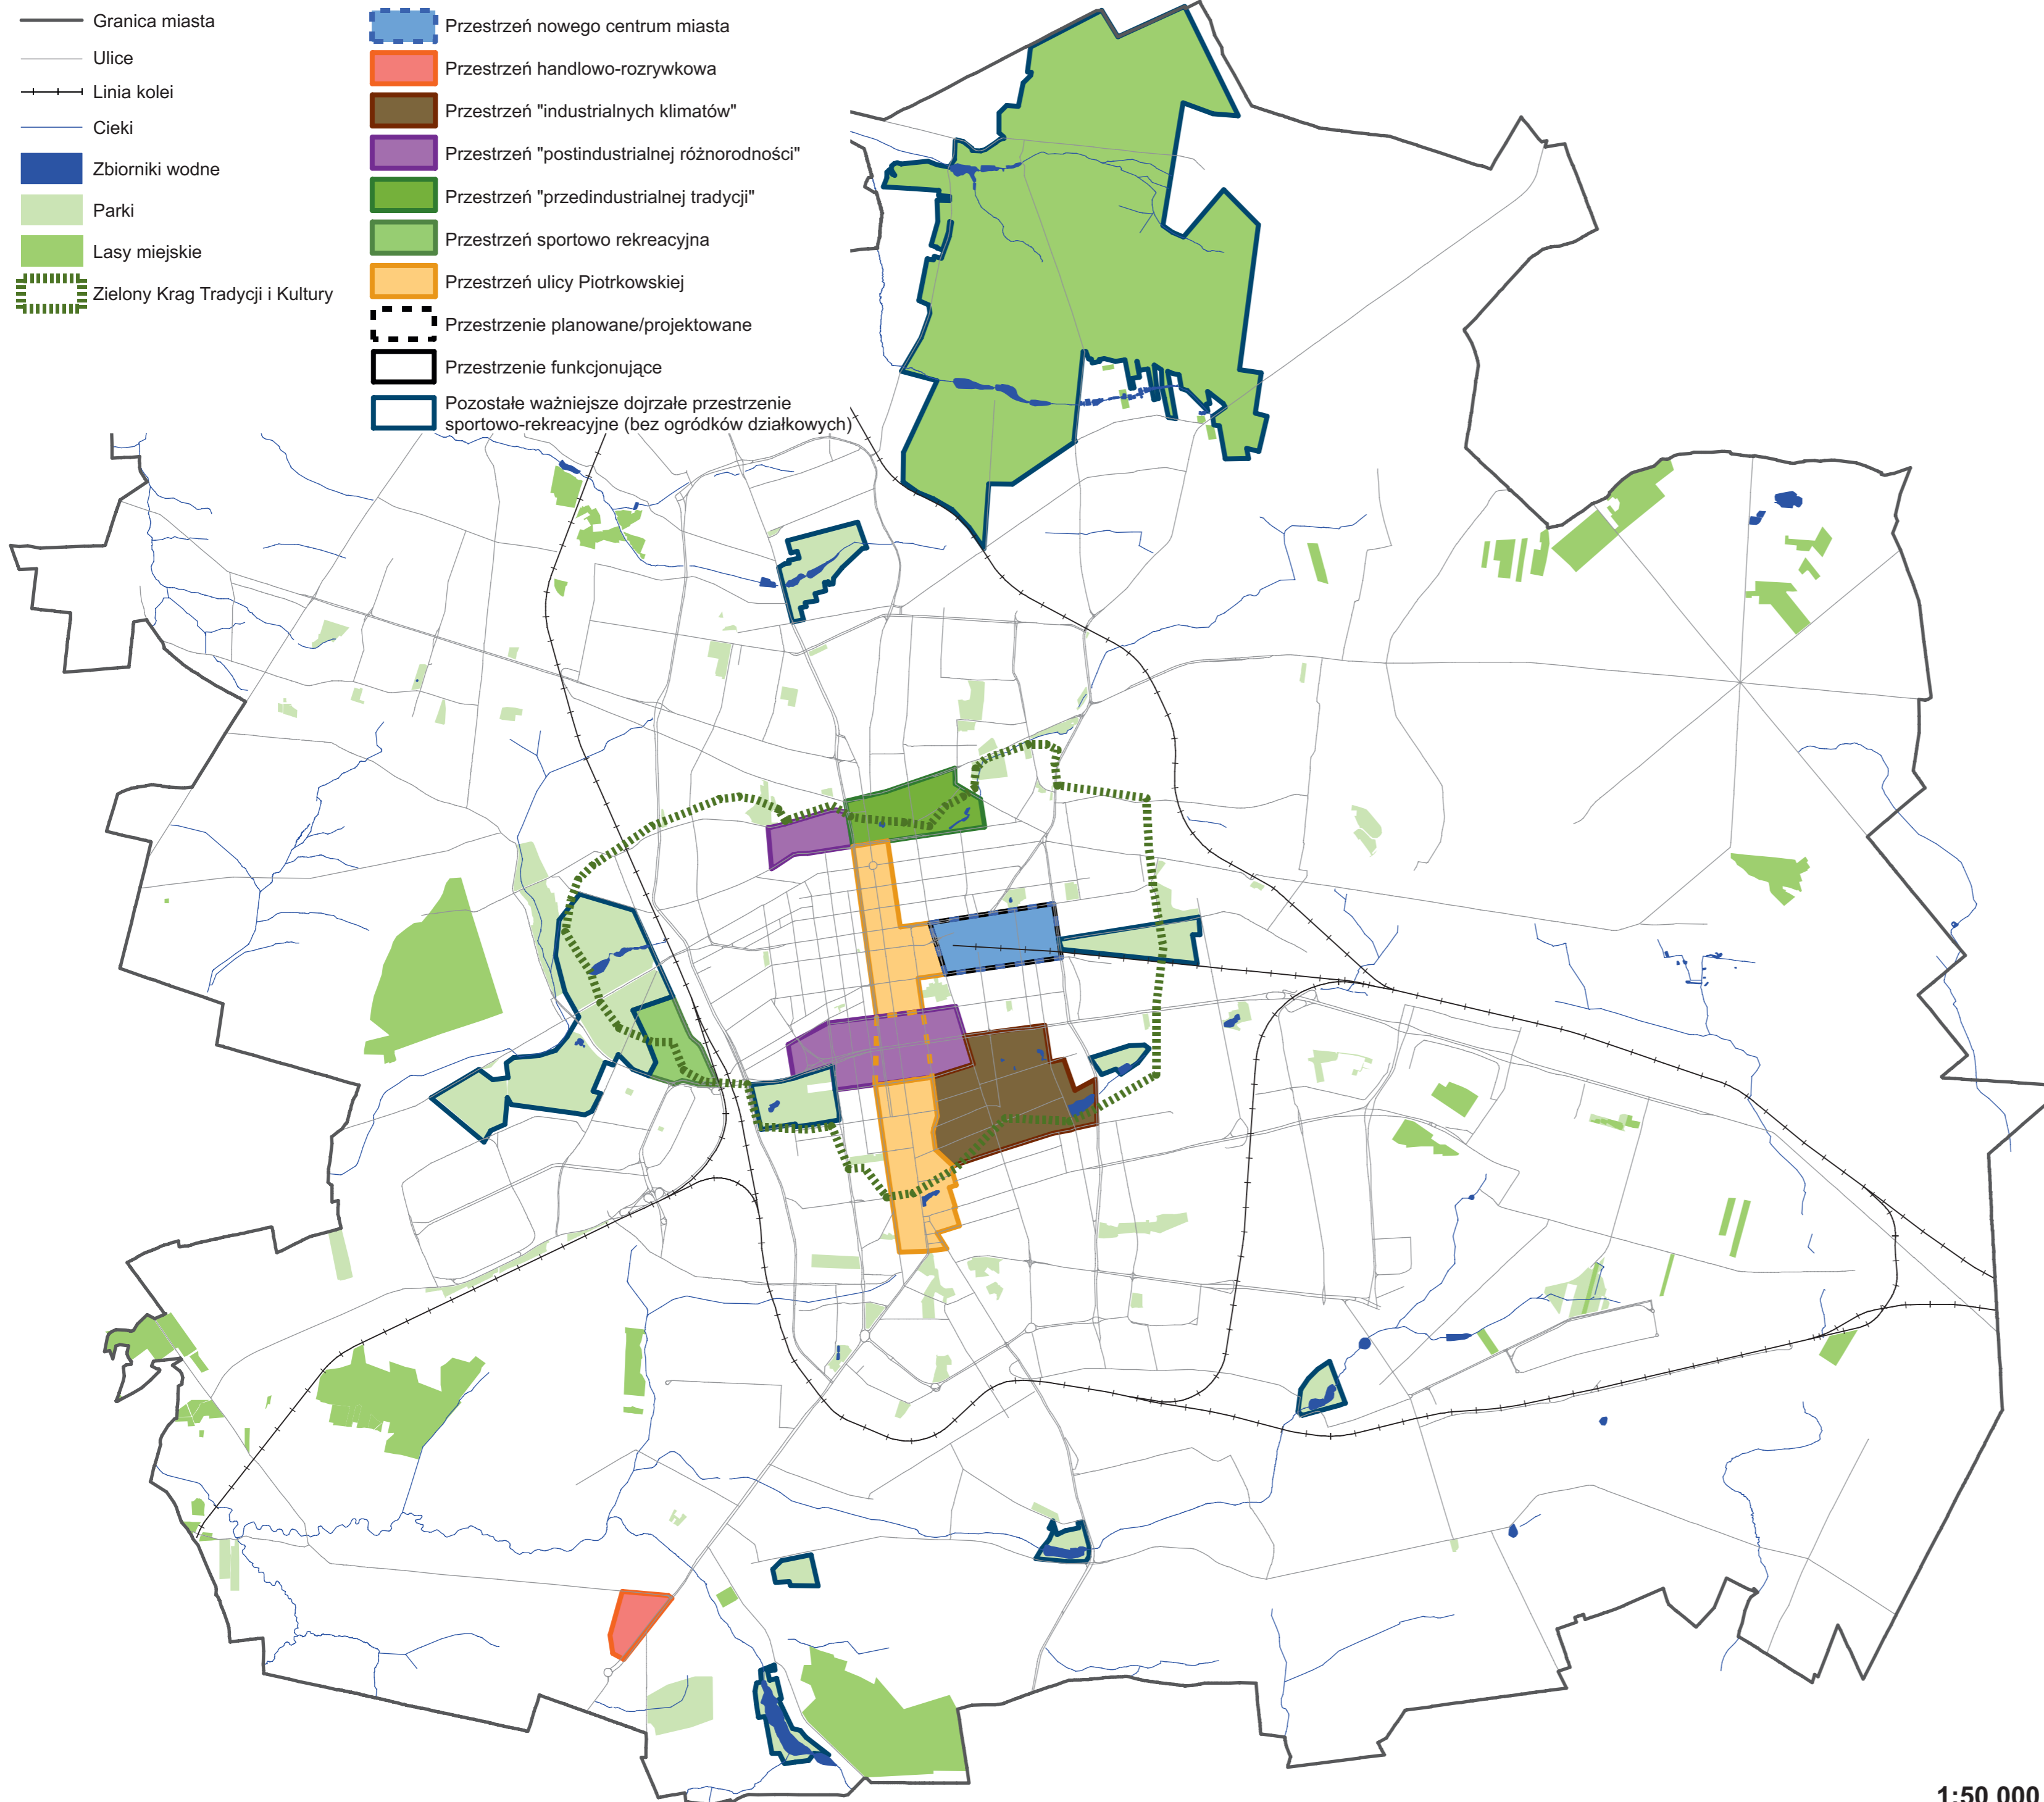 Granica miasta
Ulice
Linia kolei
Cieki
Zbiorniki wodne
Parki
Lasy miejskie
Zielony Krag Tradycji i Kultury
Przestrzeń nowego centrum miasta
Przestrzeń handlowo-rozrywkowa
Przestrzeń "industrialnych klimatów"
Przestrzeń "postindustrialnej różnorodności"
Przestrzeń "przedindustrialnej tradycji"
Przestrzeń sportowo rekreacyjna
Przestrzeń ulicy Piotrkowskiej
Przestrzenie planowane/projektowane
Przestrzenie funkcjonujące
Pozostałe ważniejsze dojrzałe przestrzenie
sportowo-rekreacyjne (bez ogródków działkowych)
1:50 000